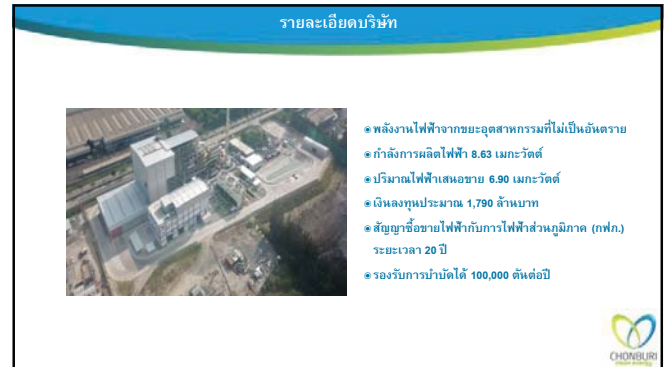 รายละเอียดบริษัท
พลังงานไฟฟ้าจากขยะอุตสาหกรรมที่ไม่เป็นอันตราย
กำลังการผลิตไฟฟ้า 8.63 เมกะวัตต์
ปริมาณไฟฟ้าเสนอขาย 6.90 เมกะวัตต์
เงินลงทุนประมาณ 1,790 ล้านบาท
สัญญาซื้อขายไฟฟ้ากับการไฟฟ้าส่วนภูมิภาค (กฟภ.)
ระยะเวลา 20 ปี
รองรับการบำบัดได้ 100,000 ตันต่อปี
CHONBURI